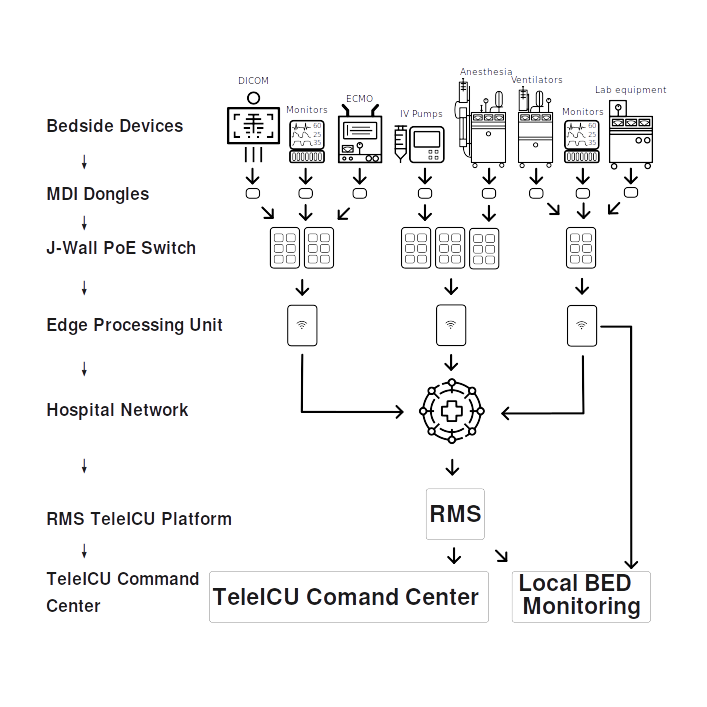 Anesthesia
DICOM
Ventilators
ECMO
Lab equipment
Monitors
IV Pumps
Monitors
Bedside Devices
60
25
35
60
25
35
MDI Dongles
J-Wall PoE Switch
Edge Processing Unit
Hospital Network
RMS TeleICU Platform
RMS
TeleICU Command
Center
TeleICU Comand Center
Local BED
Monitoring